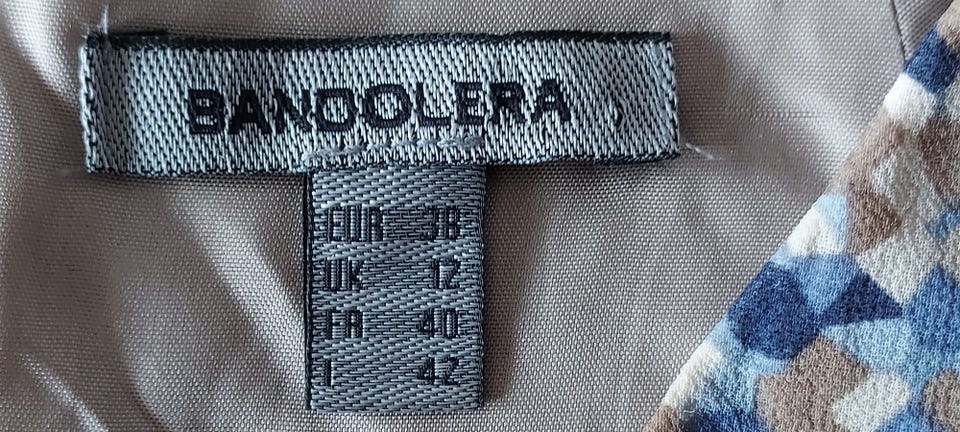 BANDOLERA
EUR 38
UK 12
FR 40
I 42